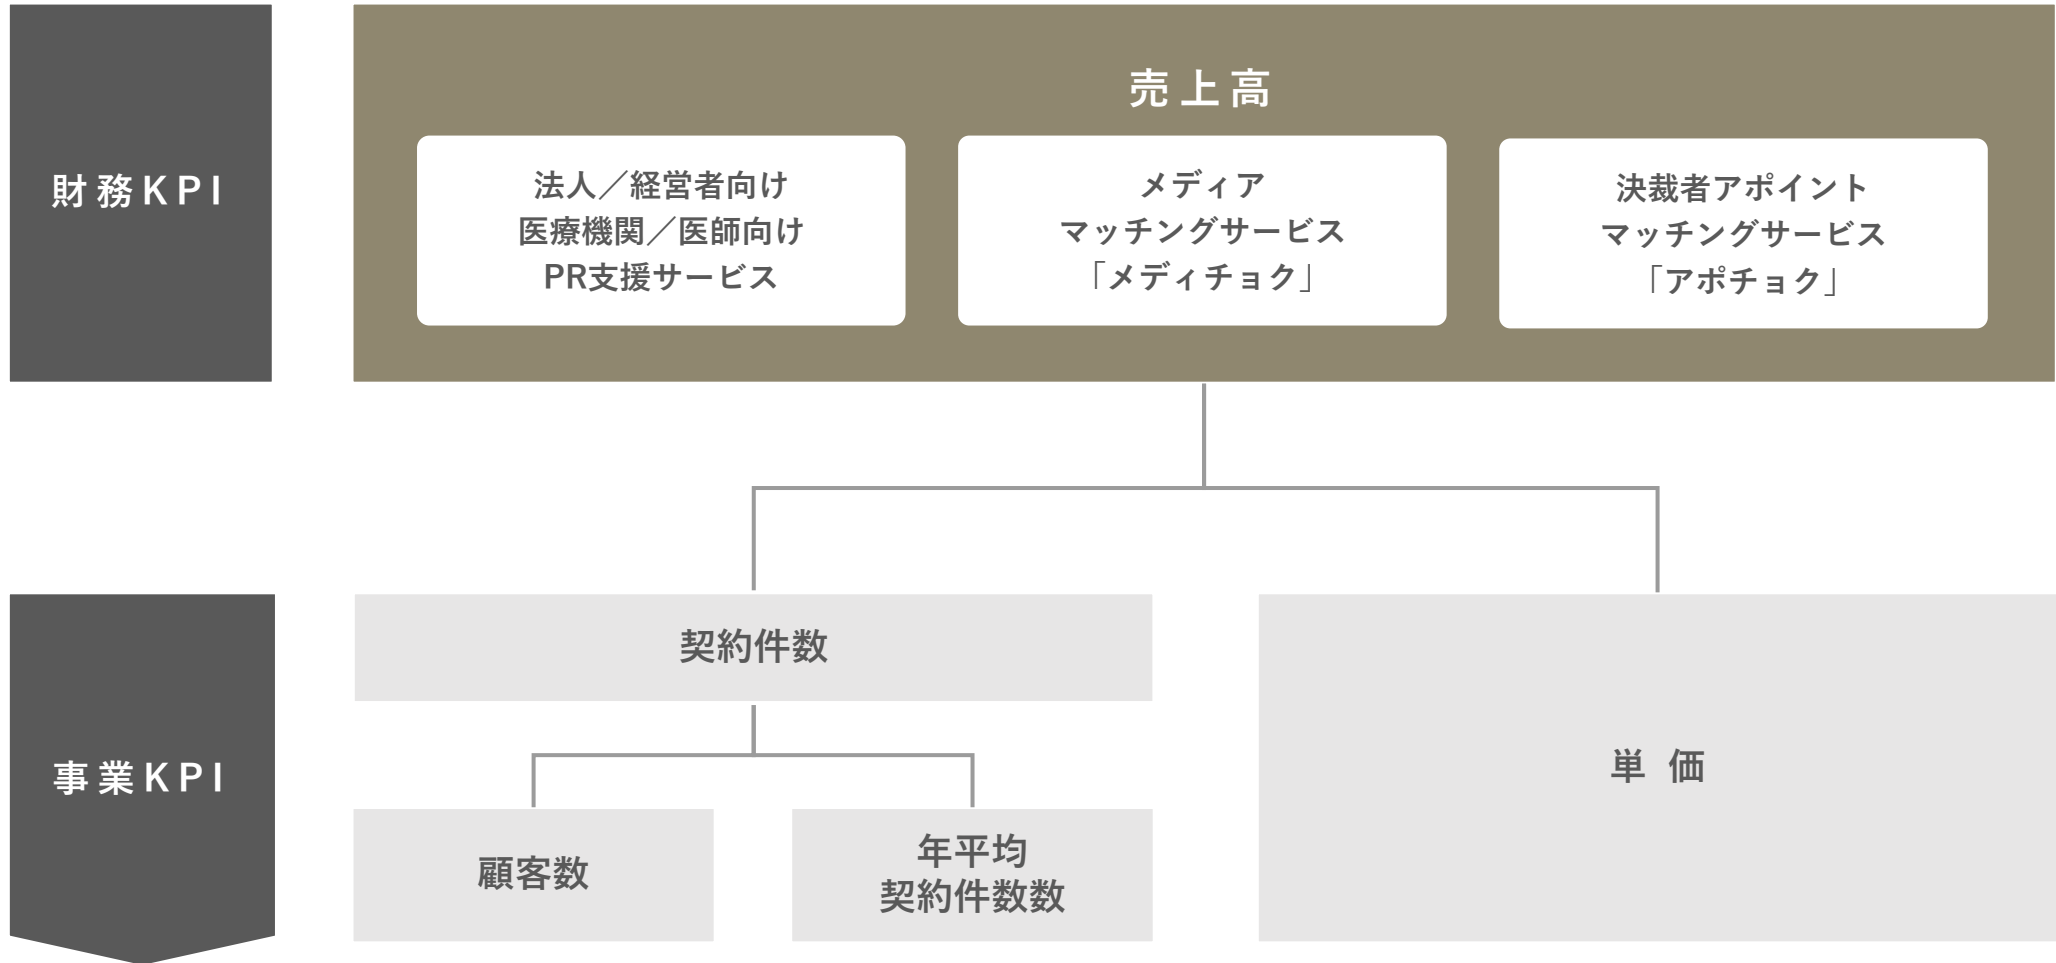 財務KPI
売上高
法人／経営者向け
医療機関／医師向け
PR支援サービス
メディア
マッチングサービス
「メディチョク」
決裁者アポイント
マッチングサービス
「アポチョク」
事業KPI
契約件数
顧客数
年平均
契約件数数
単価